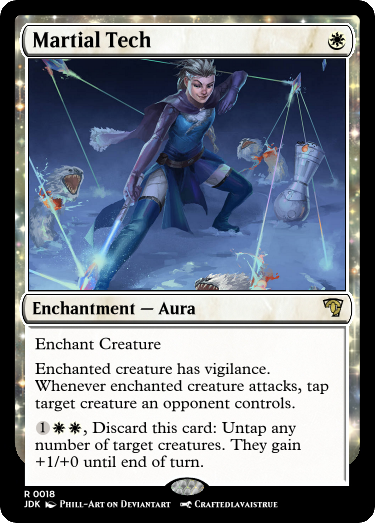 Martial Tech
Enchantment — Aura
Enchant Creature
Enchanted creature has vigilance.
Whenever enchanted creature attacks, tap
target creature an opponent controls.
1, Discard this card: Untap any
number of target creatures. They gain
+1/+0 until end of turn.
R 0018
JDK Phill-Art on Deviantart Craftedlavaistrue